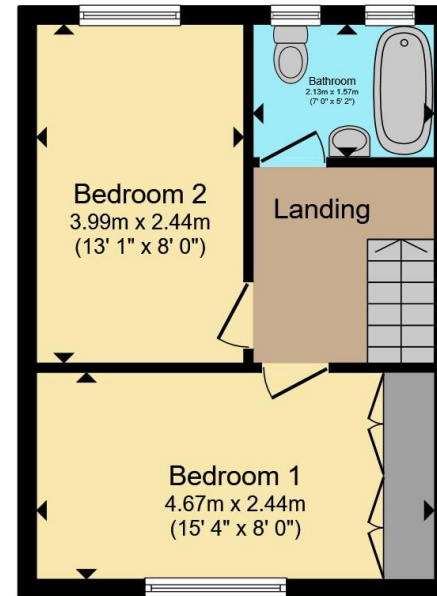 Bathroom
2.13m x 1.57m
(7' 0" x 5' 2")
Bedroom 2
3.99m x 2.44m
(13' 1" x 8' 0")
Landing
Bedroom 1
4.67m x 2.44m
(15' 4" x 8' 0")